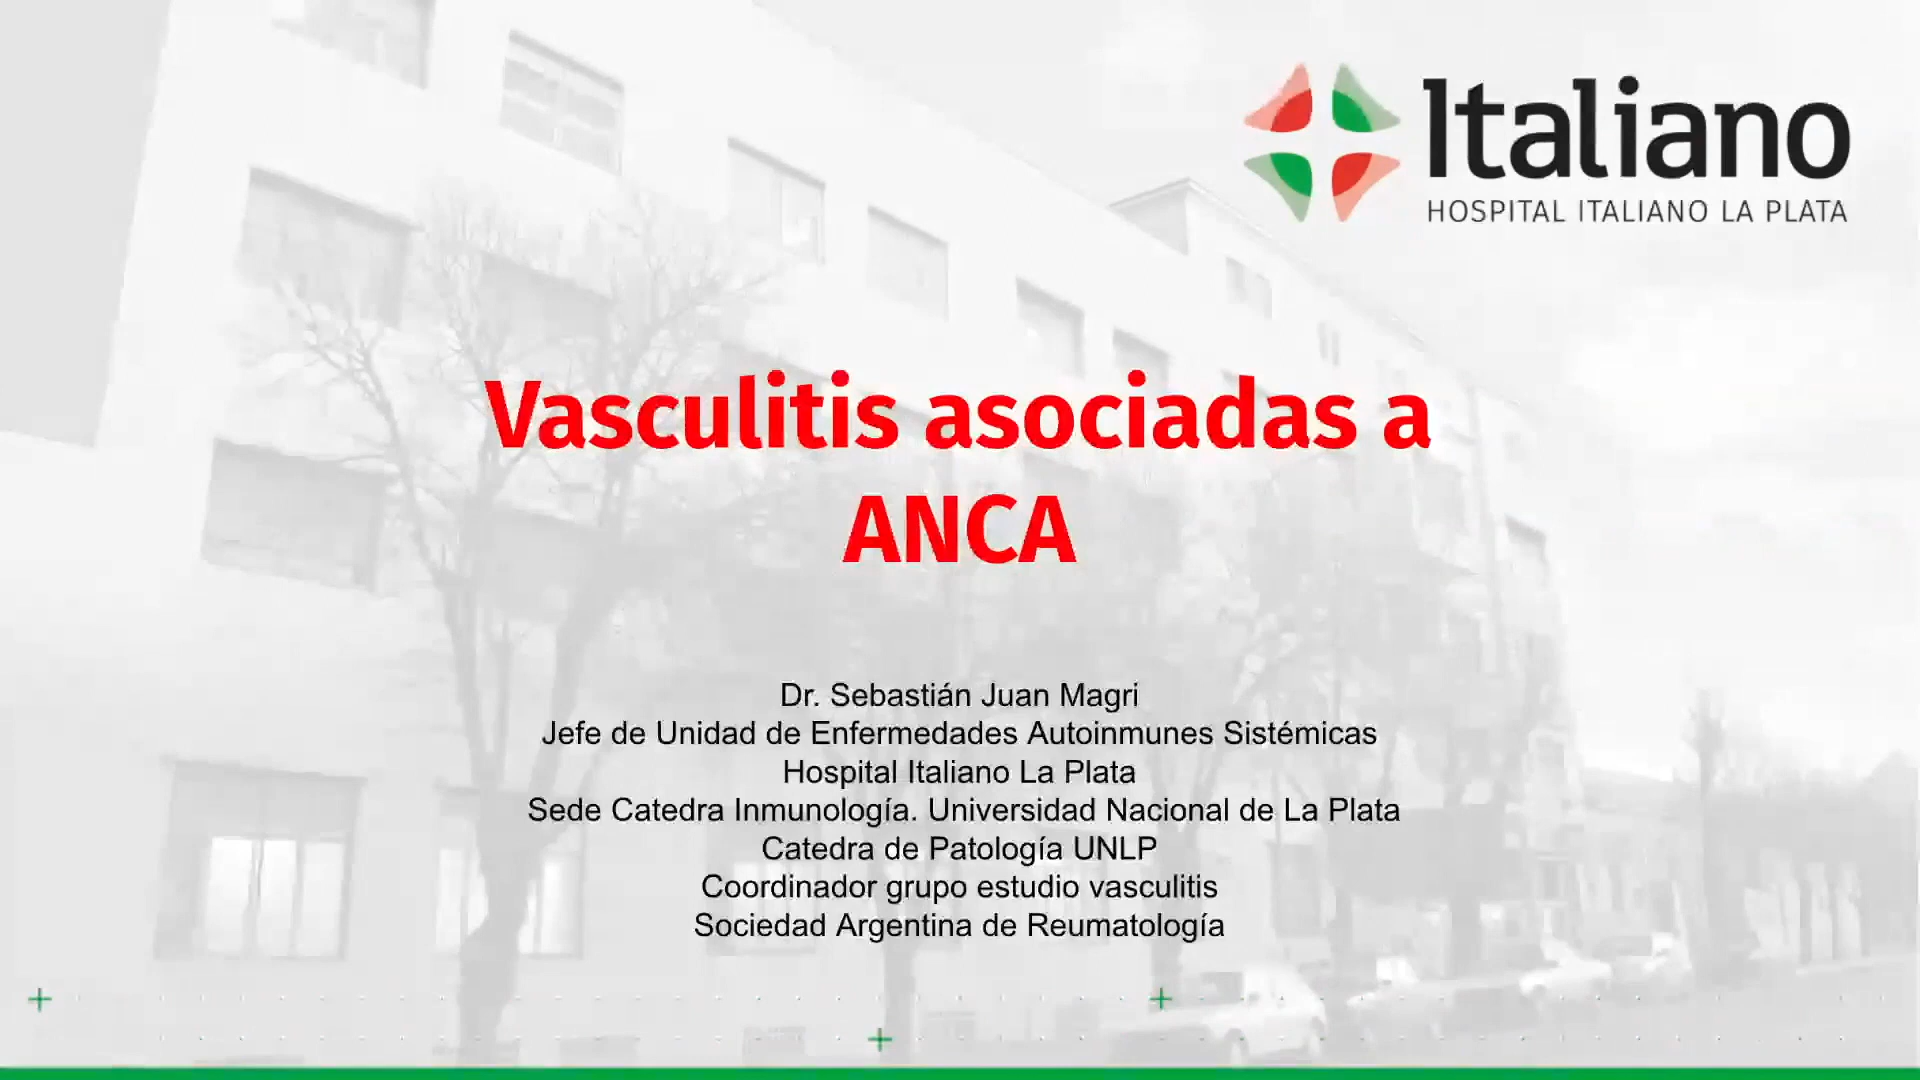 Italiano
HOSPITAL ITALIANO LA PLATA
Vasculitis asociadas a
ANCA
Dr. Sebastián Juan Magri
Jefe de Unidad de Enfermedades Autoinmunes Sistémicas
Hospital Italiano La Plata
Sede Catedra Inmunología. Universidad Nacional de La Plata
Catedra de Patología UNLP
Coordinador grupo estudio vasculitis
Sociedad Argentina de Reumatología